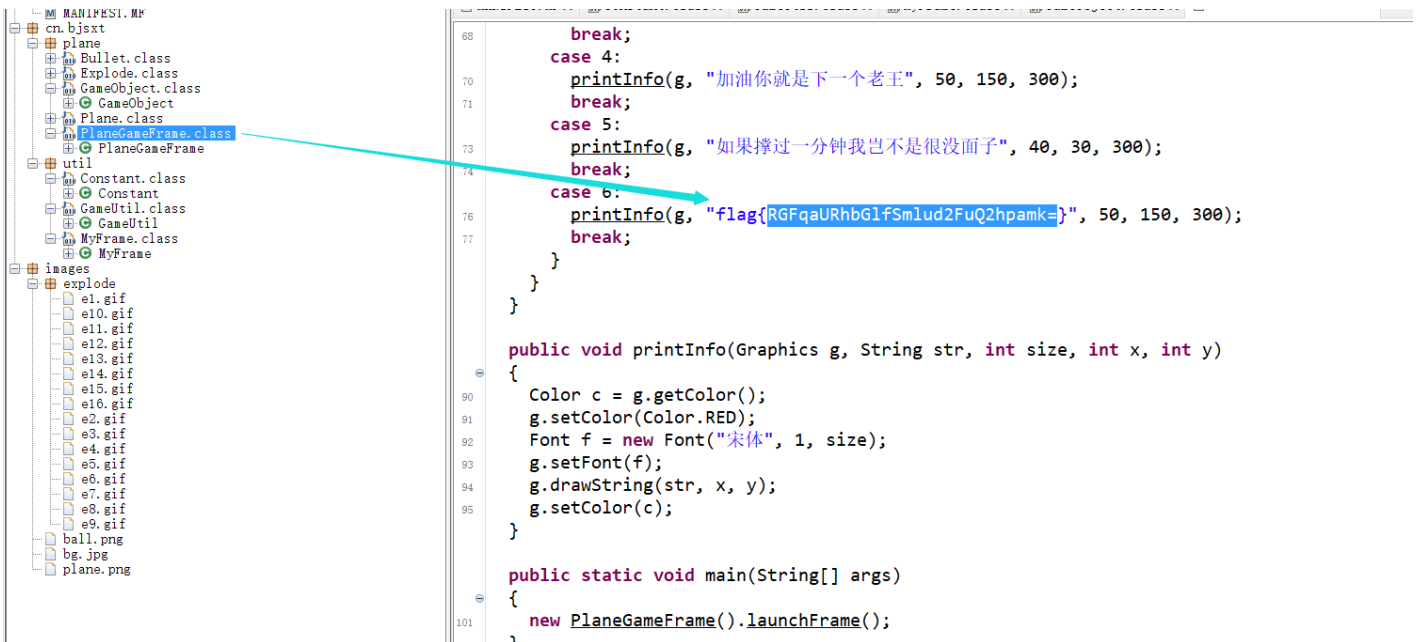 MANIFEST.MF
cn.bjsxt
plane
Bullet.class
Explode.class
GameObject.class
GameObject
Plane.class
PlaneGameFrame.class
PlaneGameFrame
util
Constant.class
Constant
GameUtil.class
GameUtil
MyFrame.class
MyFrame
images
explode
e1.gif
e10.gif
e11.gif
e12.gif
e13.gif
e14.gif
e15.gif
e16.gif
e2.gif
e3.gif
e4.gif
e5.gif
e6.gif
e7.gif
e8.gif
e9.gif
ball.png
bg.jpg
plane.png
68 break;
case 4:
70 printInfo(g, "加油你就是下一个老王", 50, 150, 300);
71 break;
case 5:
73 printInfo(g, "如果撑过一分钟我岂不是很没面子", 40, 30, 300);
74 break;
case 6:
76 printInfo(g, "flag{RGFqaURhbGlfSmlud2FuQ2hpamk=}", 50, 150, 300);
77 break;
}
}
}
public void printInfo(Graphics g, String str, int size, int x, int y)
{
90 Color c = g.getColor();
91 g.setColor(Color.RED);
92 Font f = new Font("宋体", 1, size);
93 g.setFont(f);
94 g.drawString(str, x, y);
95 g.setColor(c);
}
public static void main(String[] args)
{
101 new PlaneGameFrame().launchFrame();